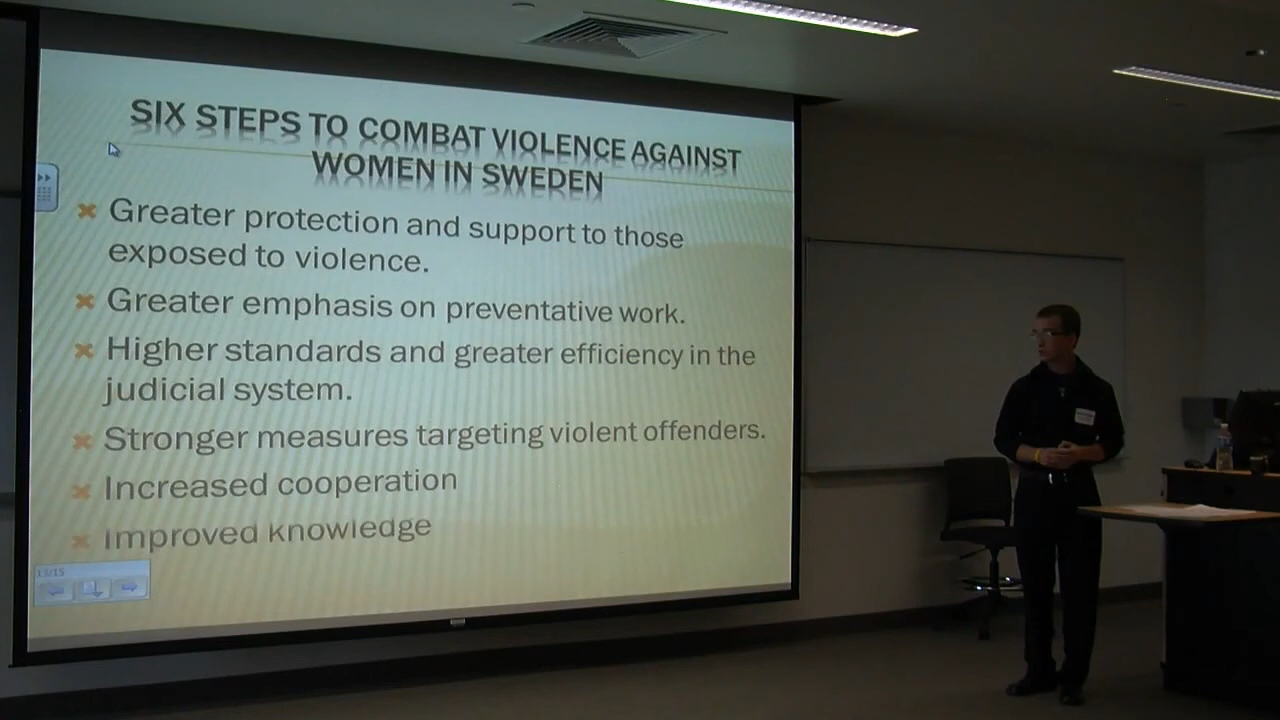 SIX STEPS TO COMBAT VIOLENCE AGAINST
WOMEN IN SWEDEN
Greater protection and support to those
exposed to violence.
Greater emphasis on preventative work.
Higher standards and greater efficiency in the
judicial system.
Stronger measures targeting violent offenders.
Increased cooperation
Improved knowledge
13/15